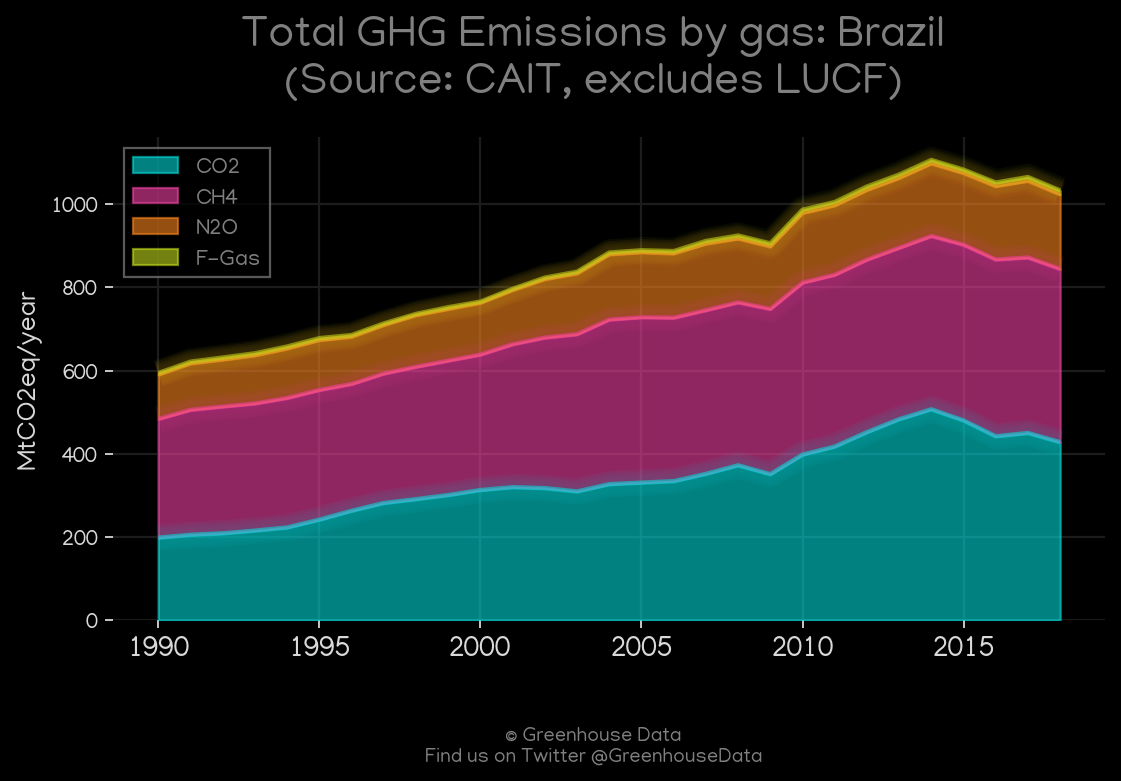 Total GHG Emissions by gas: Brazil
(Source: CAIT, excludes LUCF)
CO2
CH4
N2O
F-Gas
MtCO2eq/year
1000
800
600
400
200
0
1990 1995 2000 2005 2010 2015
© Greenhouse Data
Find us on Twitter @GreenhouseData